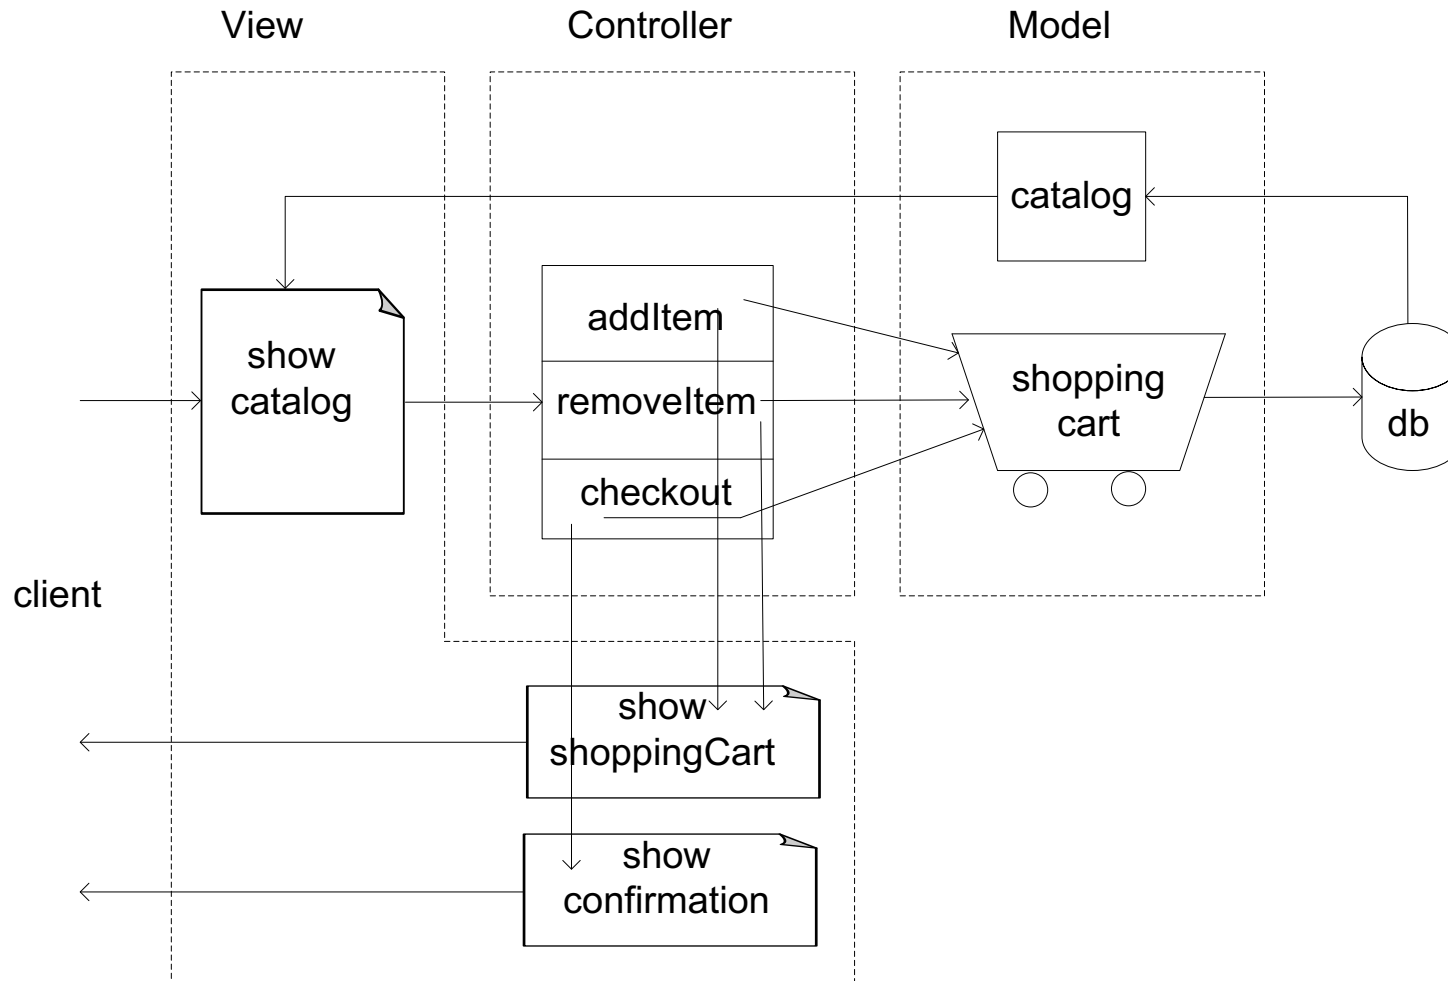 View
Controller
Model
catalog
addItem
show
catalog
removeItem
shopping
cart
db
checkout
client
show
shoppingCart
show
confirmation